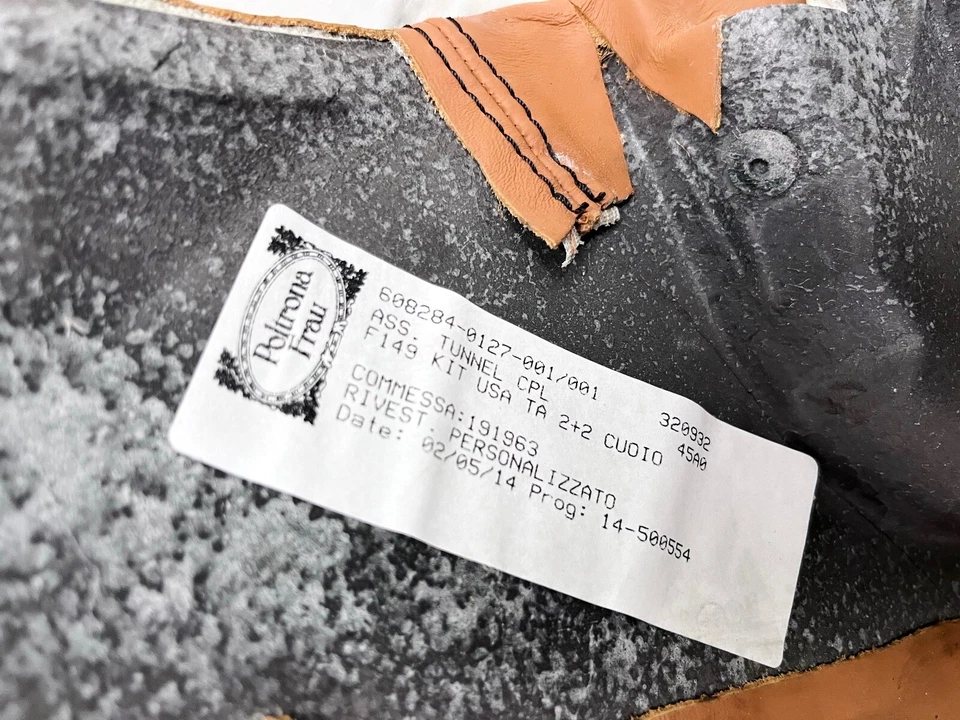 Poltrona
Frau
608284-0127-001/001
ASS. TUNNEL CPL 320932
F149 KIT USA TA 2+2 CUOIO 45A0
COMMESSA:191963
RIVEST. PERSONALIZZATO
Date: 02/05/14 Prog: 14-500554